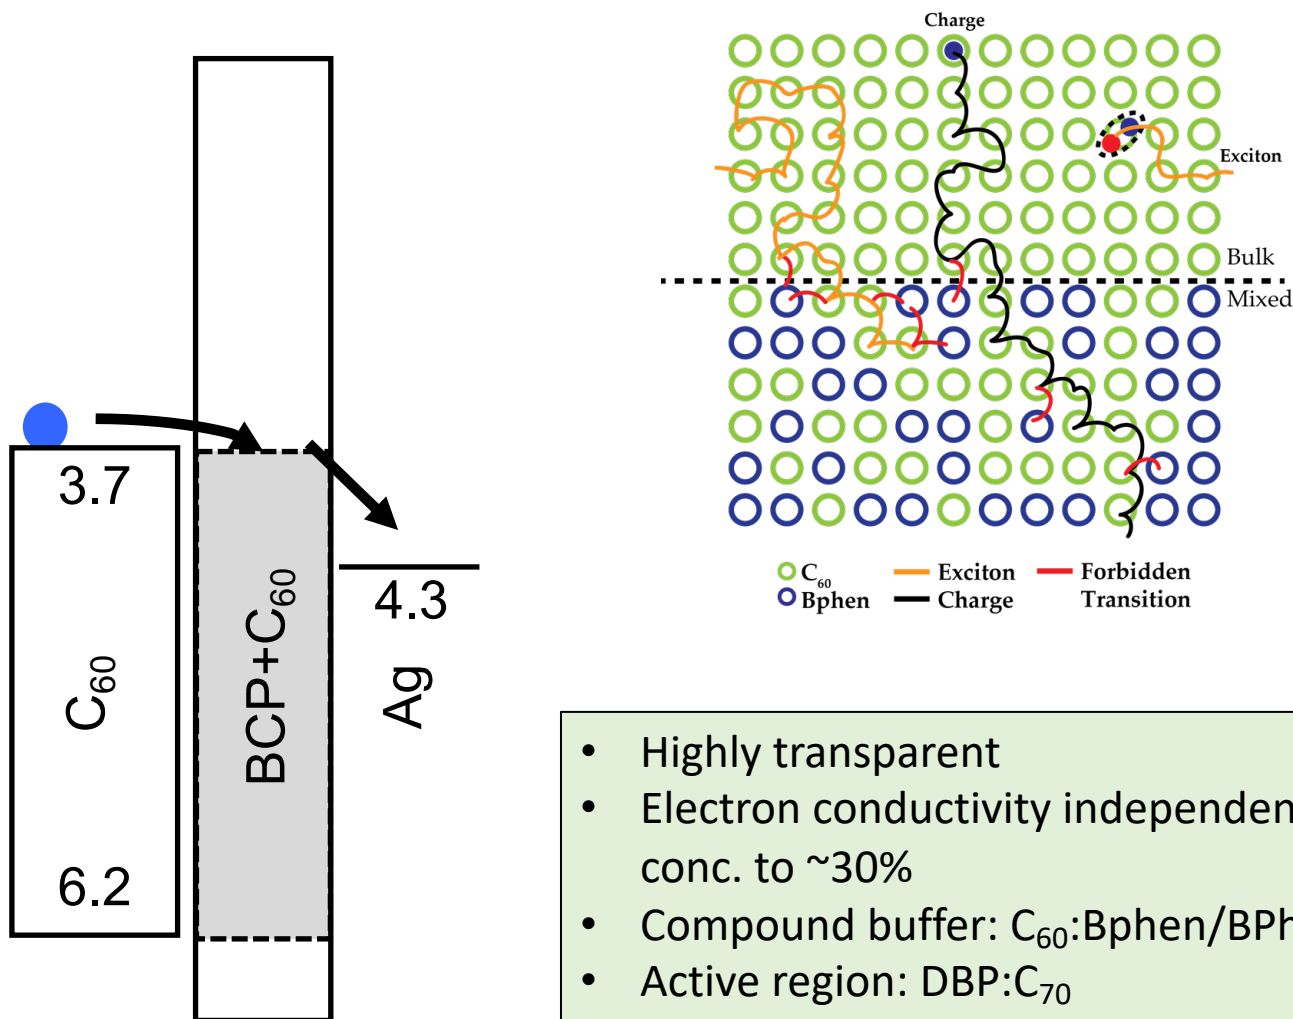 Charge
Exciton
Bulk
Mixed
C₆₀ Exciton Forbidden
Bphen Charge Transition
3.7
6.2
C₆₀
BCP+C₆₀
4.3
Ag
• Highly transparent
• Electron conductivity independen
conc. to ~30%
• Compound buffer: C₆₀:Bphen/BPh
• Active region: DBP:C₇₀